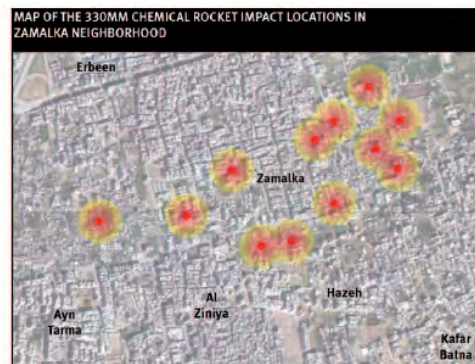 MAP OF THE 330MM CHEMICAL ROCKET IMPACT LOCATIONS IN
ZAMALKA NEIGHBORHOOD
Erbeen
Zamalka
Al
Ziniya
Hazeh
Ayn
Tarma
Kafar
Batna